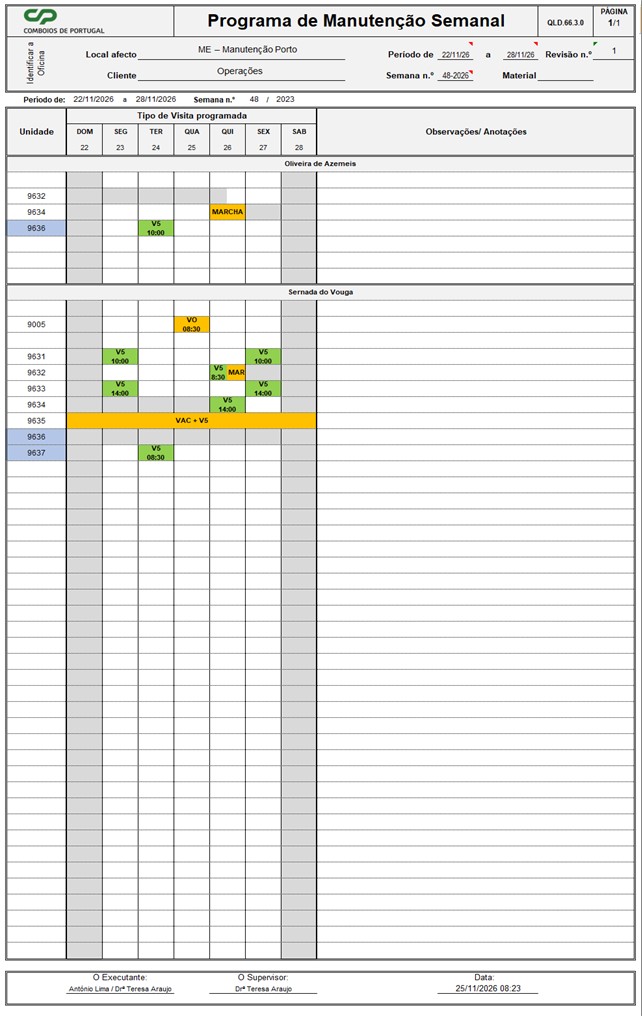 CP
COMBOIOS DE PORTUGAL
Programa de Manutenção Semanal
QLD.66.3.0
PÁGINA
1/1
Identificar a Oficina
Local afecto ME – Manutenção Porto
Período de 22/11/26 a 28/11/26 Revisão n.º 1
Cliente Operações
Semana n.º 48-2026 Material
Periodo de: 22/11/2026 a 28/11/2026 Semana n.º 48 / 2023
Unidade
Tipo de Visita programada
Observações/ Anotações
DOM SEG TER QUA QUI SEX SAB
22 23 24 25 26 27 28
Oliveira de Azemeis
9632
9634 MARCHA
9636 V5 10:00
Sernada do Vouga
9005 VO 08:30
9631 V5 10:00 V5 10:00
9632 V5 8:30 MAR
9633 V5 14:00 V5 14:00
9634 V5 14:00
9635 VAC + V5
9636
9637 V5 08:30
O Executante: O Supervisor: Data:
António Lima / Drª Teresa Araujo Drª Teresa Araujo 25/11/2026 08:23